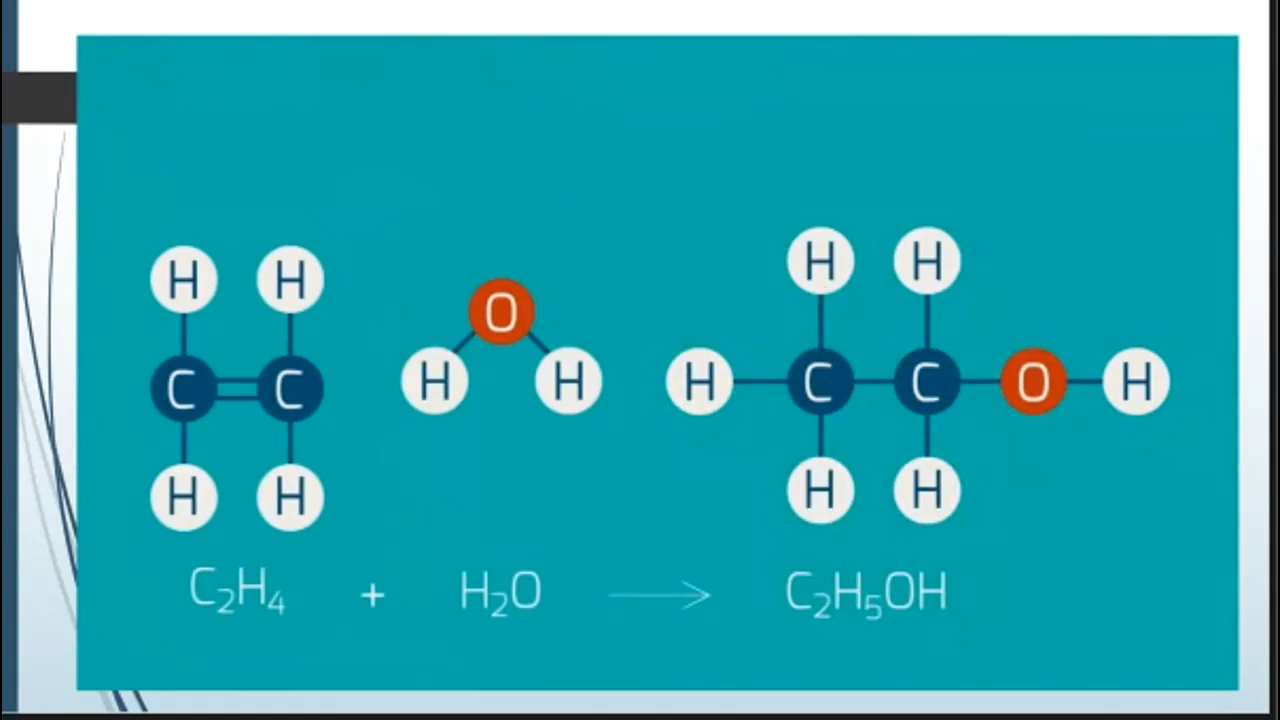 H H H H
O
H H H C C O H
C C
H H H H
C₂H₄ + H₂O → C₂H₅OH